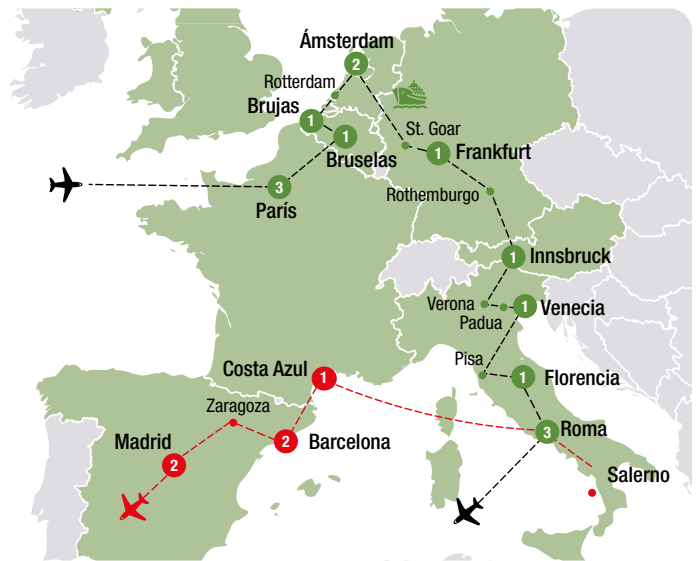 Ámsterdam
2
Rotterdam
Brujas
1
1
St. Goar
Bruselas
1
Frankfurt
3
Rothemburgo
París
1
Innsbruck
Verona
1
Venecia
Padua
Pisa
Costa Azul
1
1
Florencia
Zaragoza
Roma
3
Madrid
2
Barcelona
2
Salerno